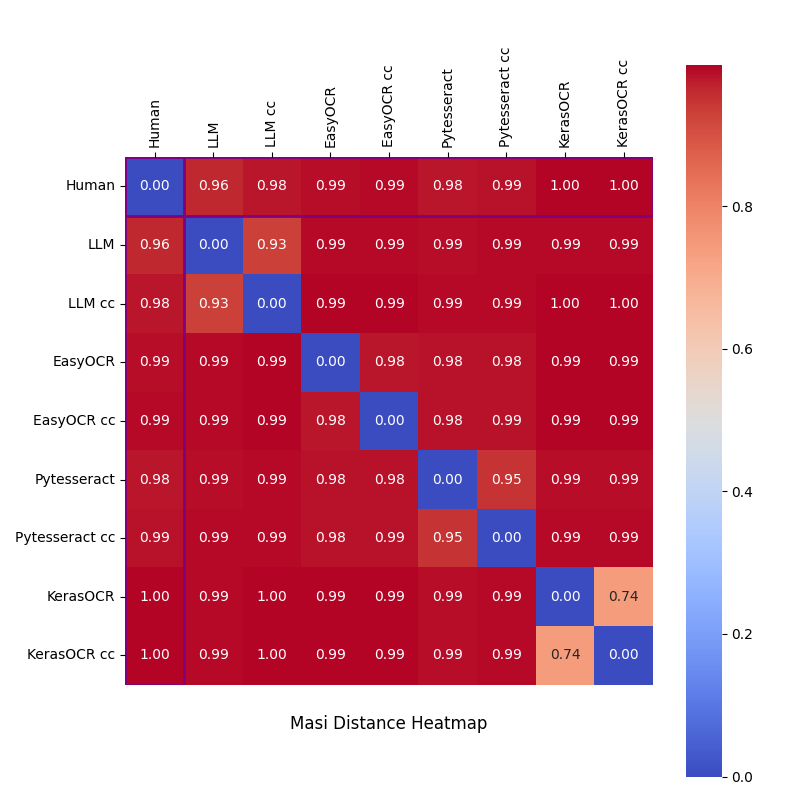 Human LLM LLM cc EasyOCR EasyOCR cc Pytesseract Pytesseract cc KerasOCR KerasOCR cc
Human 0.00 0.96 0.98 0.99 0.99 0.98 0.99 1.00 1.00
LLM 0.96 0.00 0.93 0.99 0.99 0.99 0.99 0.99 0.99
LLM cc 0.98 0.93 0.00 0.99 0.99 0.99 0.99 1.00 1.00
EasyOCR 0.99 0.99 0.99 0.00 0.98 0.98 0.98 0.99 0.99
EasyOCR cc 0.99 0.99 0.99 0.98 0.00 0.98 0.99 0.99 0.99
Pytesseract 0.98 0.99 0.99 0.98 0.98 0.00 0.95 0.99 0.99
Pytesseract cc 0.99 0.99 0.99 0.98 0.99 0.95 0.00 0.99 0.99
KerasOCR 1.00 0.99 1.00 0.99 0.99 0.99 0.99 0.00 0.74
KerasOCR cc 1.00 0.99 1.00 0.99 0.99 0.99 0.99 0.74 0.00
Masi Distance Heatmap
0.8
0.6
0.4
0.2
0.0